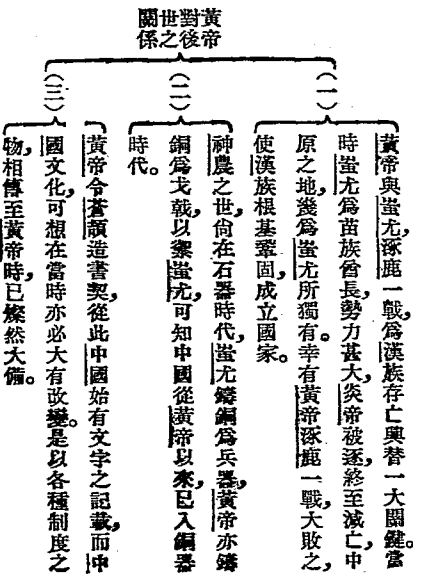 黃帝
對後
世之
關係
(一)
黃帝與蚩尤涿鹿一戰，爲漢族存亡興替一大關鍵。當
時蚩尤爲苗族酋長，勢力甚大，炎帝被逐，終至滅亡，中
原之地，幾爲蚩尤所獨有。幸有黃帝涿鹿一戰，大敗之，
使漢族根基鞏固，成立國家。
(二)
神農之世，尙在石器時代，蚩尤鑄銅爲兵器，黃帝亦鑄
銅爲戈戟，以禦蚩尤，可知中國從黃帝以來，已入銅器
時代。
(三)
黃帝令蒼頡造書契，從此中國始有文字之記載，而中
國文化，可想在當時亦必大有改變。是以各種制度之
物，相傳至黃帝時，已燦然大備。